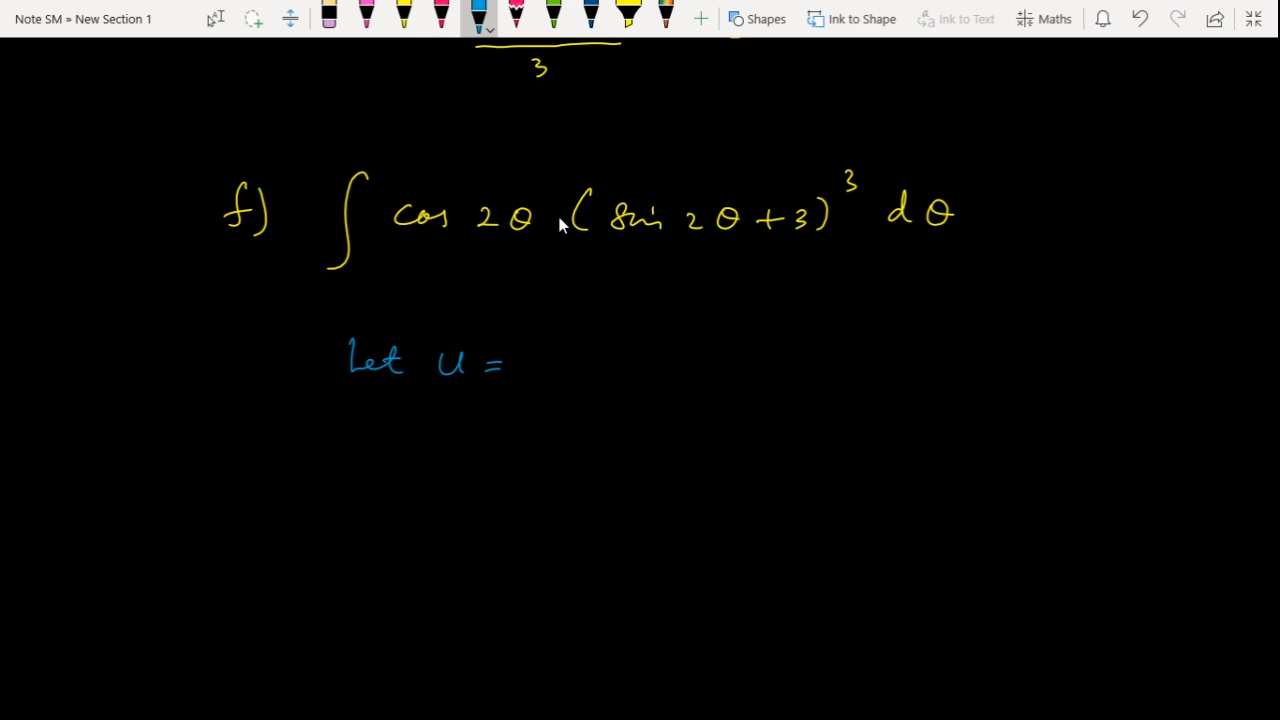 Note SM » New Section 1
Shapes
Ink to Shape
Ink to Text
Maths
3
f) ∫ cos 2θ (sin 2θ + 3)³ dθ
Let u =